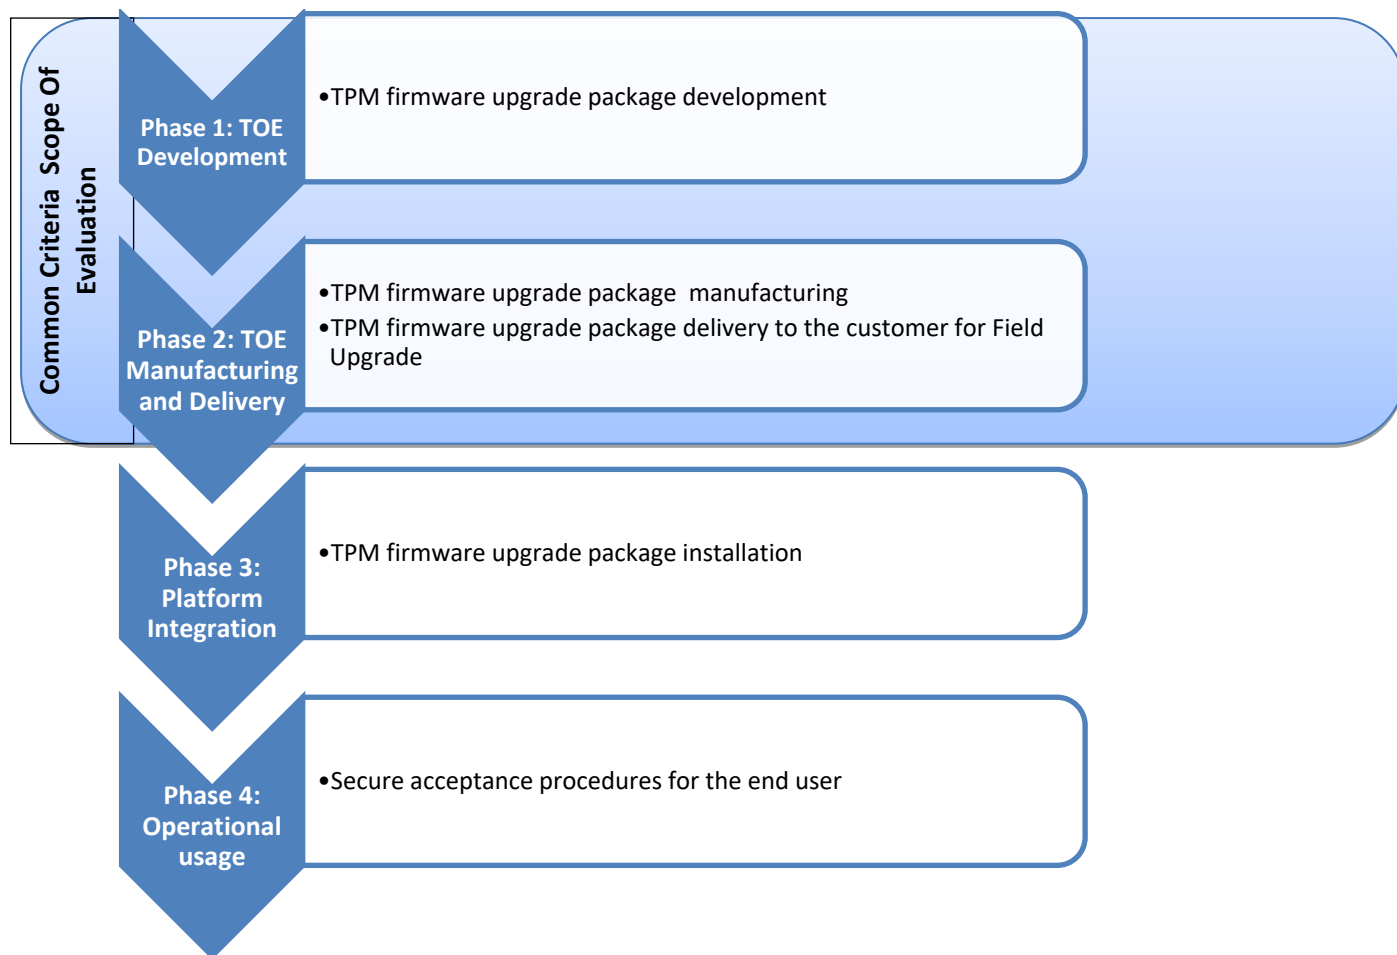 Common Criteria  Scope Of
Evaluation
Phase 1: TOE
Development
•TPM firmware upgrade package development
Phase 2: TOE
Manufacturing
and Delivery
•TPM firmware upgrade package  manufacturing
•TPM firmware upgrade package delivery to the customer for Field
Upgrade
Phase 3:
Platform
Integration
•TPM firmware upgrade package installation
Phase 4:
Operational
usage
•Secure acceptance procedures for the end user